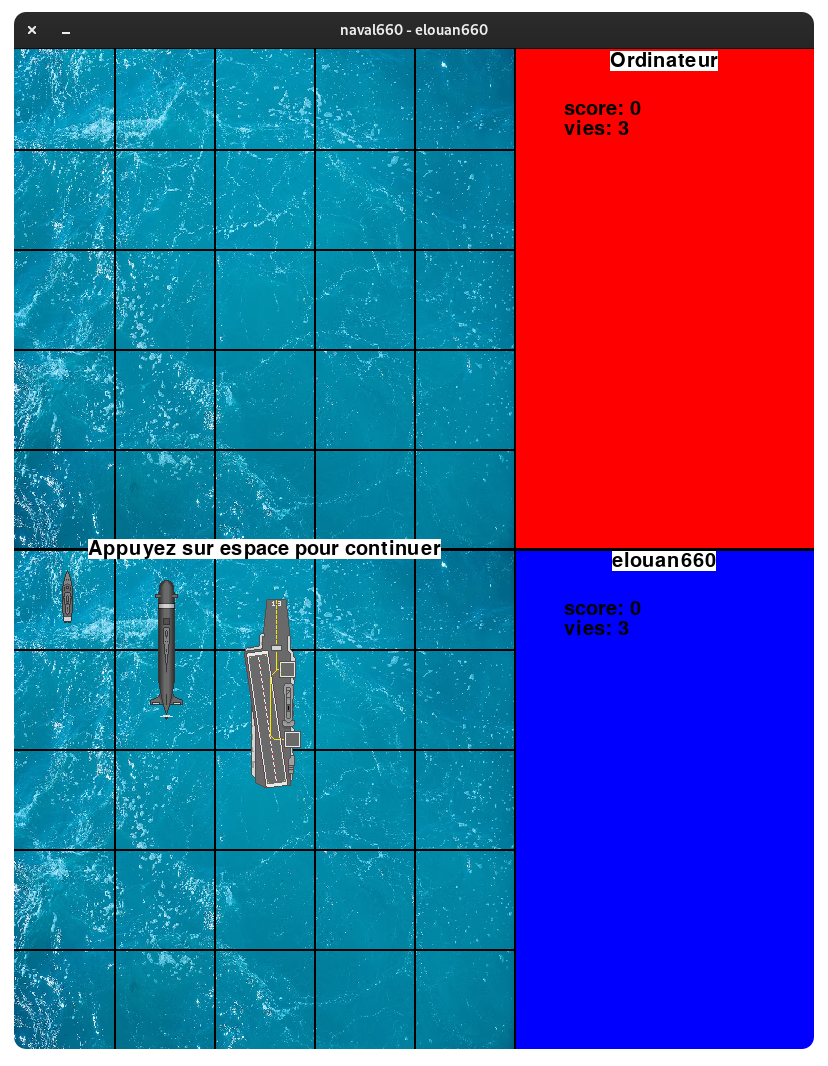 naval660 - elouan660
Ordinateur
score: 0
vies: 3
Appuyez sur espace pour continuer
elouan660
score: 0
vies: 3